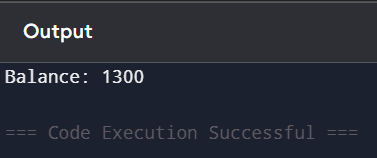 Output
Balance: 1300
=== Code Execution Successful ===